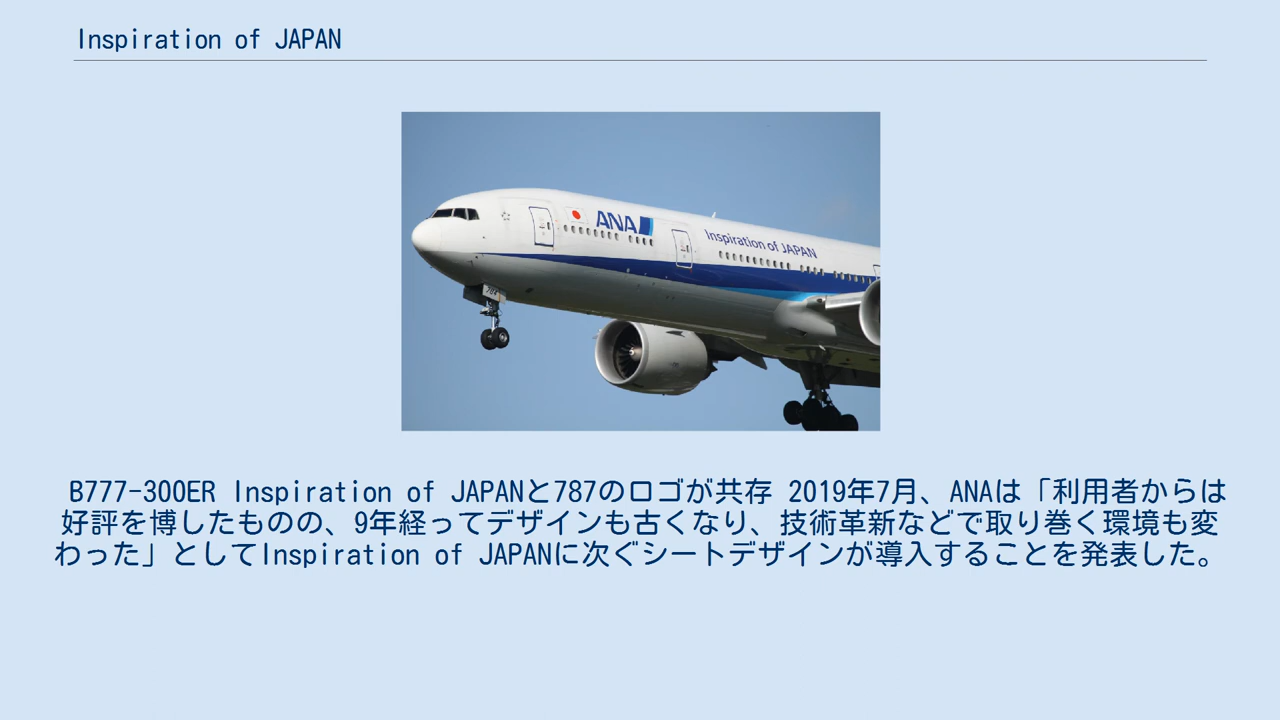 Inspiration of JAPAN
ANA
Inspiration of JAPAN
B777-300ER Inspiration of JAPANと787のロゴが共存 2019年7月、ANAは「利用者からは
好評を博したものの、9年経ってデザインも古くなり、技術革新などで取り巻く環境も変
わった」としてInspiration of JAPANに次ぐシートデザインが導入することを発表した。